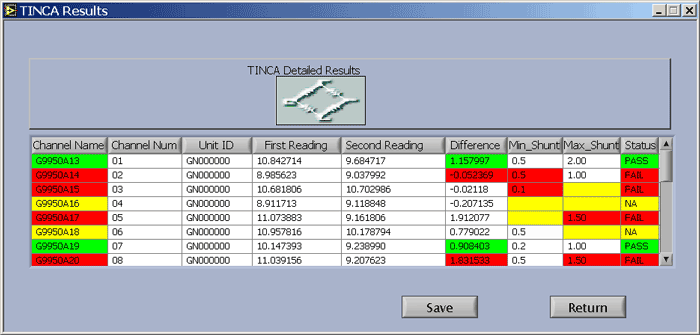 TINCA Results
TINCA Detailed Results
Channel Name Channel Num Unit ID First Reading Second Reading Difference Min_Shunt Max_Shunt Status
G9950A13 01 GN000000 10.842714 9.684717 1.157997 0.5 2.00 PASS
G9950A14 02 GN000000 8.985623 9.037992 -0.052369 0.5 1.00 FAIL
G9950A15 03 GN000000 10.681806 10.702986 -0.02118 0.1 FAIL
G9950A16 04 GN000000 8.911713 9.118848 -0.207135 NA
G9950A17 05 GN000000 11.073883 9.161806 1.912077 1.50 FAIL
G9950A18 06 GN000000 10.957816 10.178794 0.779022 0.5 NA
G9950A19 07 GN000000 10.147393 9.238990 0.908403 0.2 1.00 PASS
G9950A20 08 GN000000 11.039156 9.207623 1.831533 0.5 1.50 FAIL
Save Return